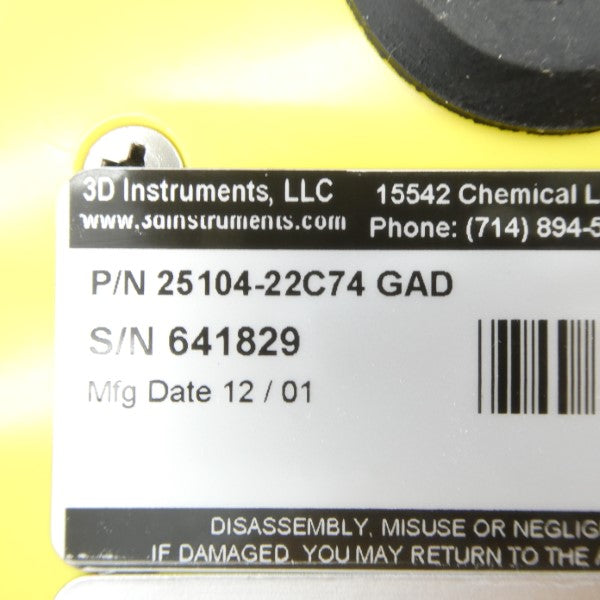 3D Instruments, LLC 15542 Chemical L
www.3dinstruments.com Phone: (714) 894-5
P/N 25104-22C74 GAD
S/N 641829
Mfg Date 12 / 01
DISASSEMBLY, MISUSE OR NEGLIG
IF DAMAGED, YOU MAY RETURN TO THE A